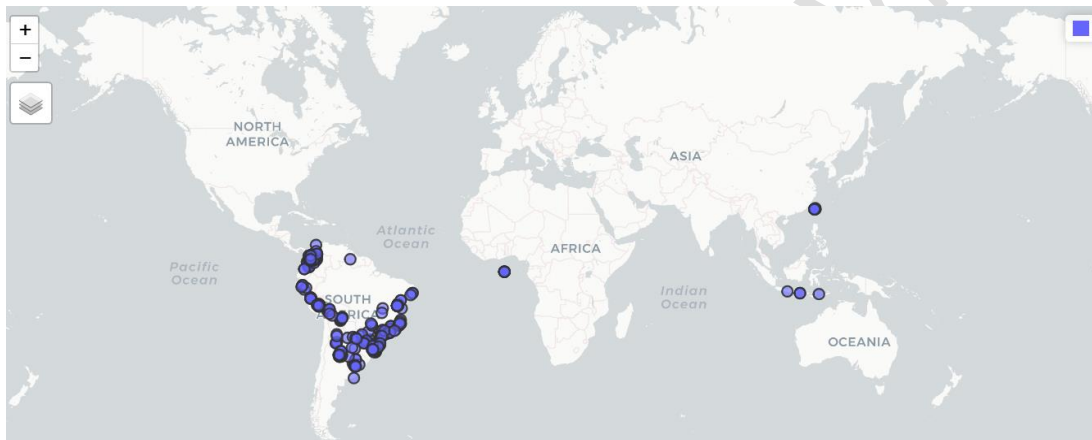 +
−
NORTH
AMERICA
ASIA
Atlantic
Ocean
AFRICA
Pacific
Ocean
Indian
Ocean
SOUTH
AMERICA
OCEANIA